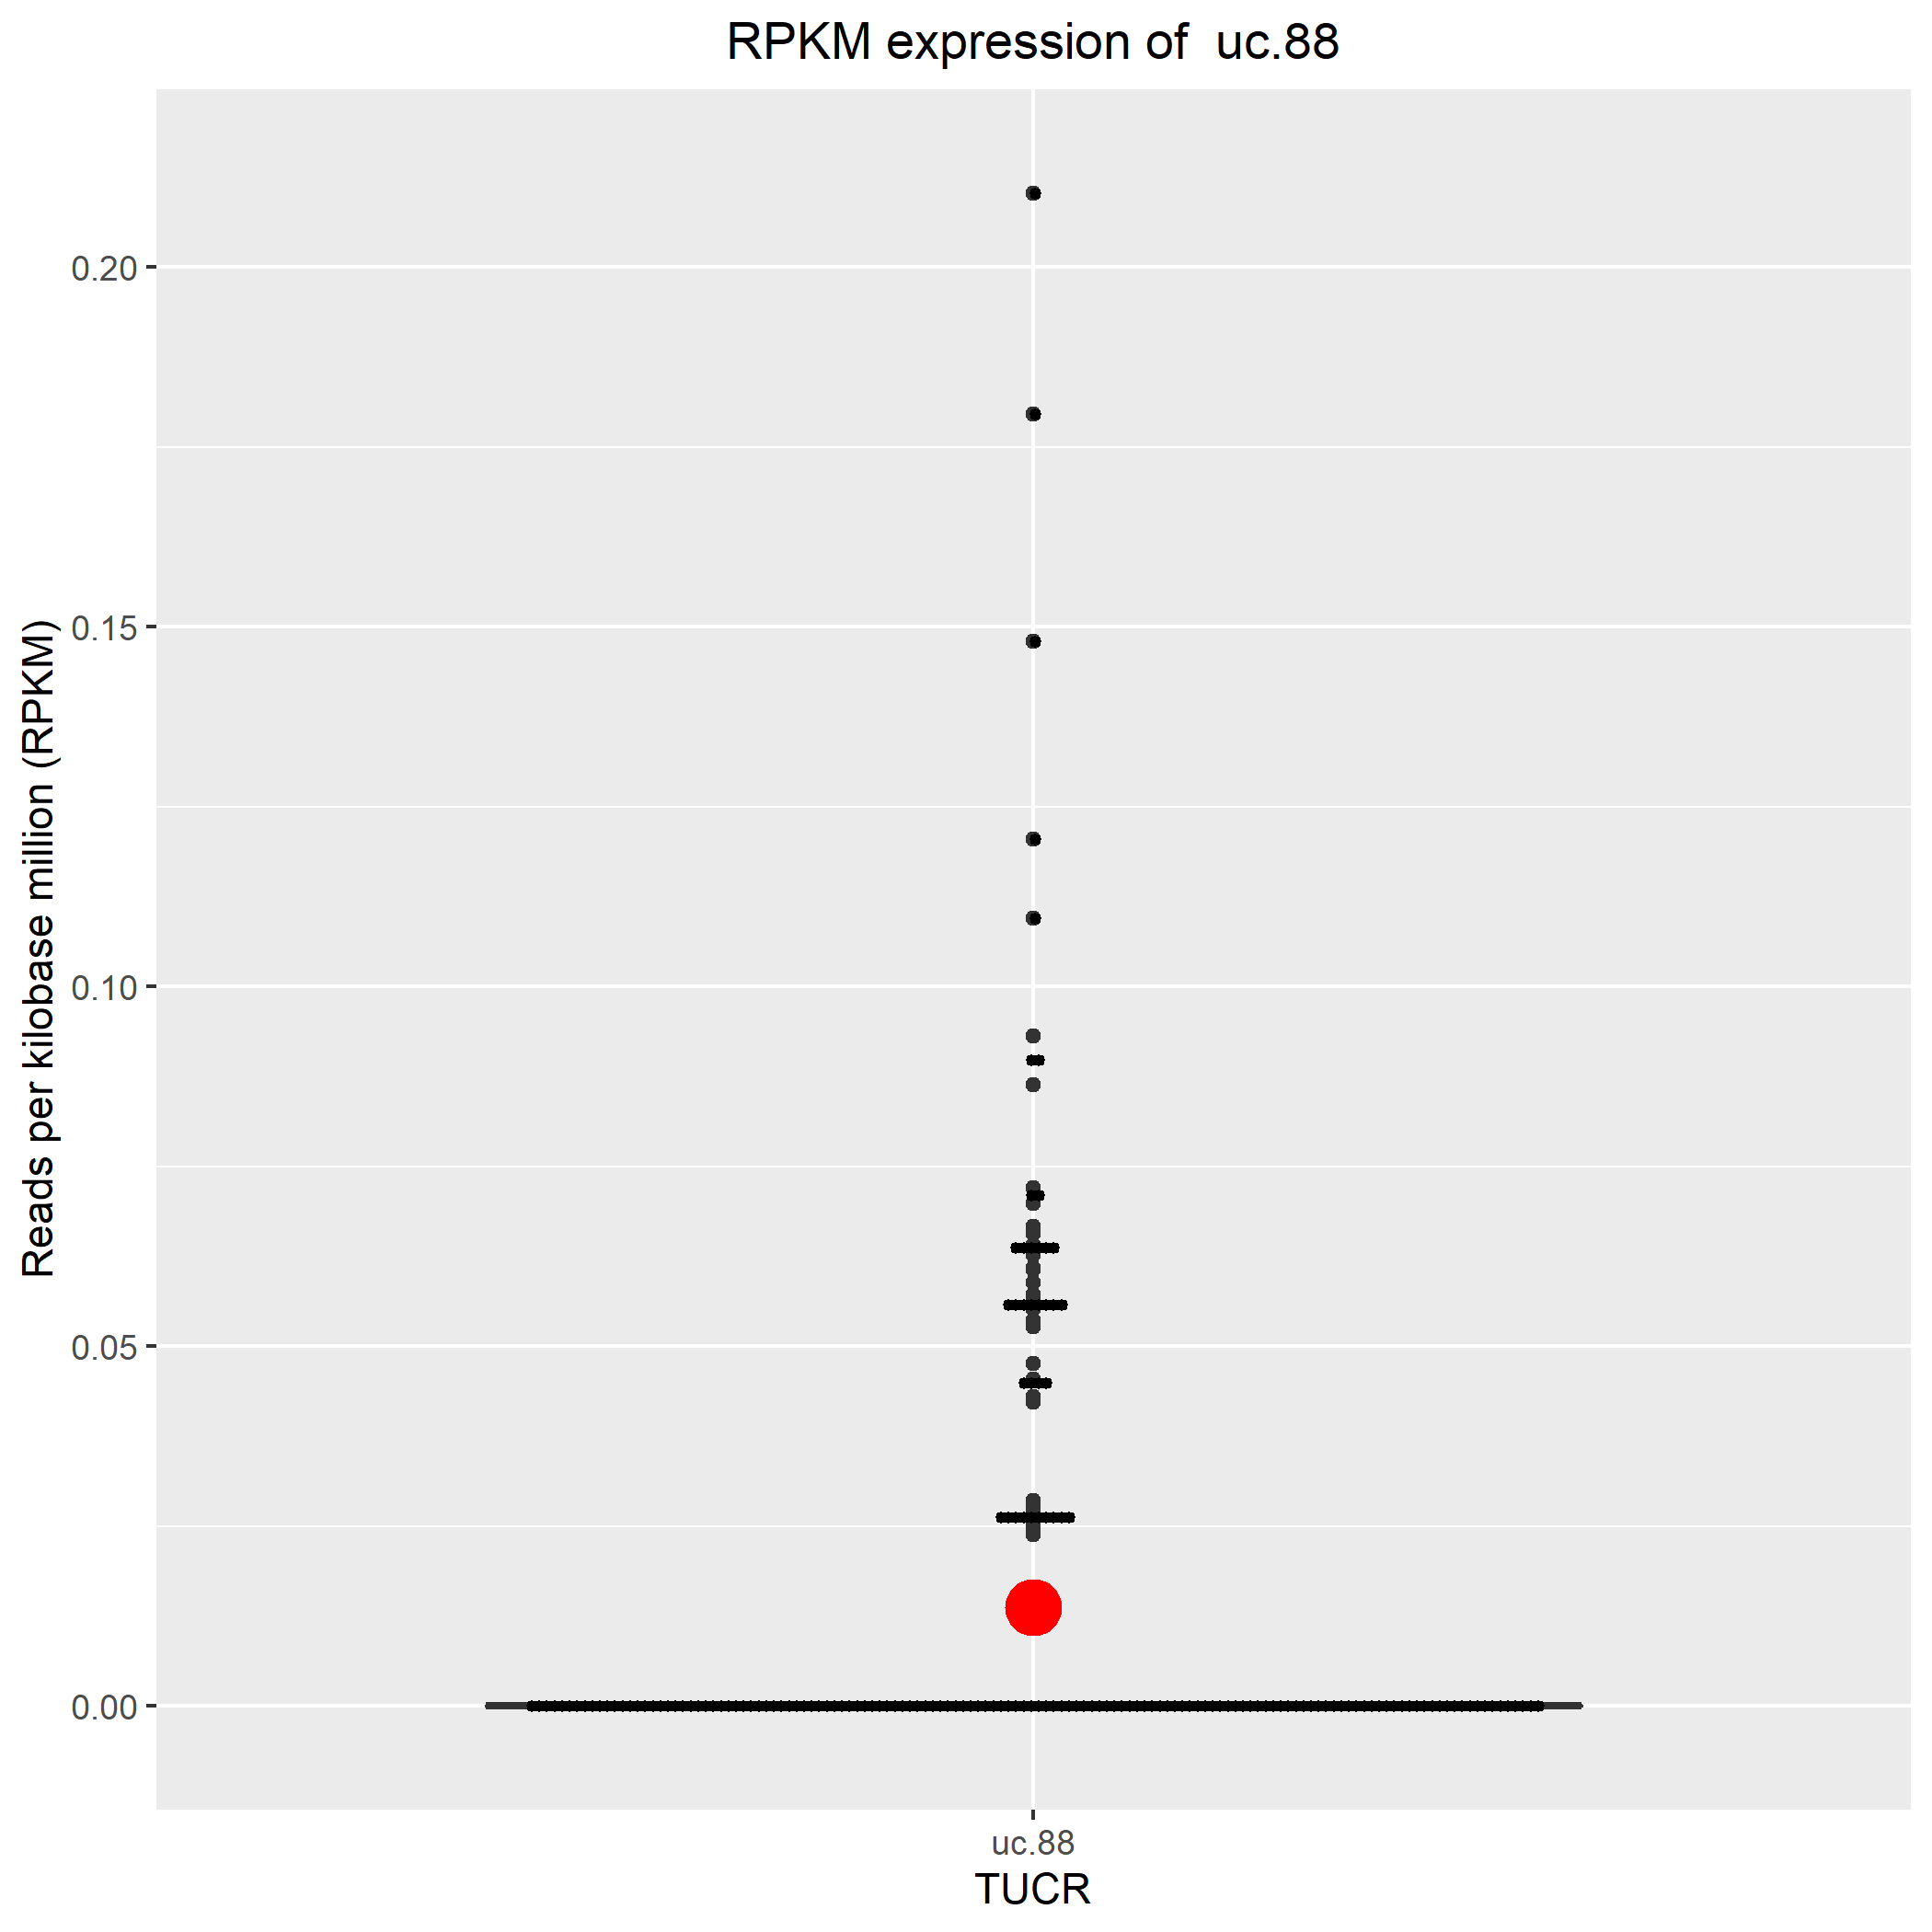 RPKM expression of  uc.88
Reads per kilobase million (RPKM)
0.20
0.15
0.10
0.05
0.00
uc.88
TUCR